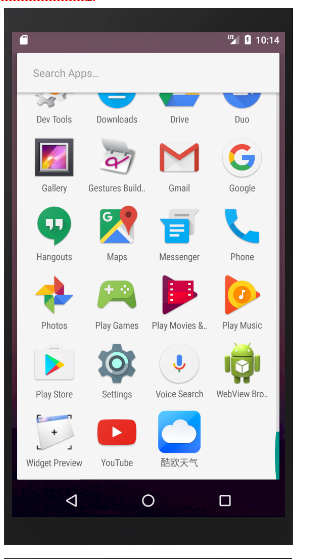 LTE 10:14
Search Apps...
Dev Tools Downloads Drive Duo
Gallery Gestures Build.. Gmail Google
Hangouts Maps Messenger Phone
Photos Play Games Play Movies &.. Play Music
Play Store Settings Voice Search WebView Bro..
Widget Preview YouTube 酷欧天气